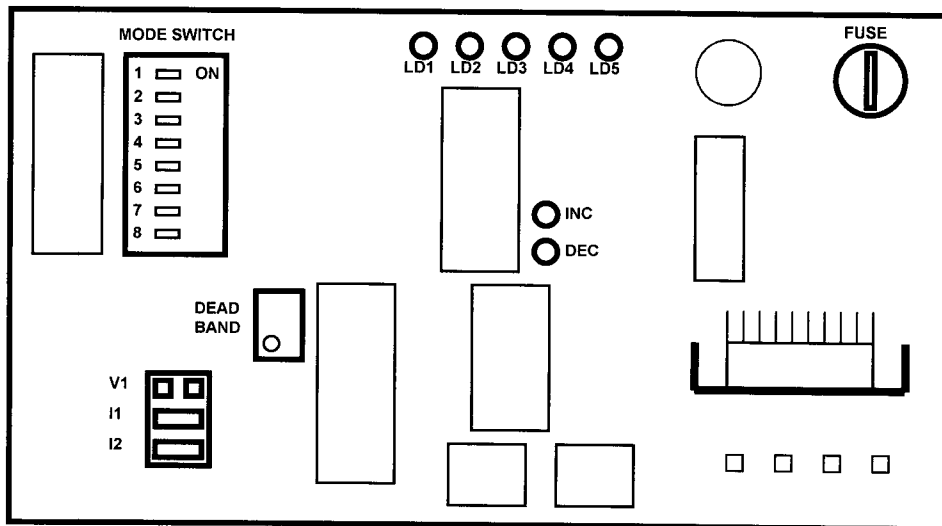 MODE SWITCH
1 ON
2
3
4
5
6
7
8
LD1 LD2 LD3 LD4 LD5
FUSE
INC
DEC
DEAD
BAND
V1
I1
I2